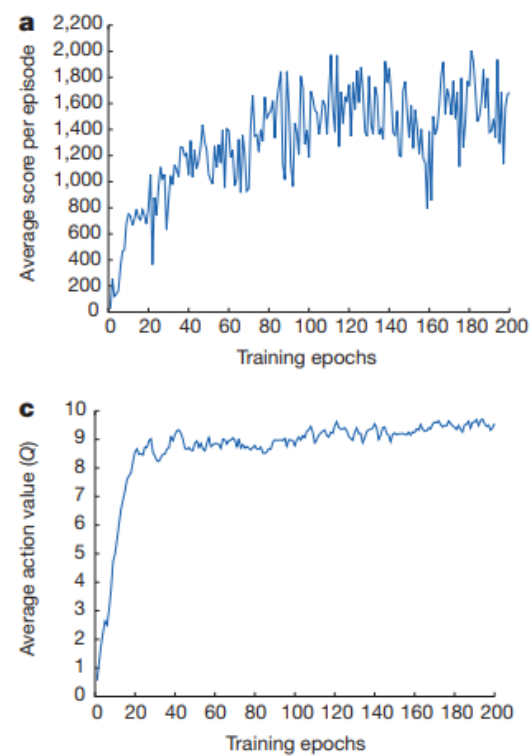 a
Average score per episode
2,200
2,000
1,800
1,600
1,400
1,200
1,000
800
600
400
200
0
0 20 40 60 80 100 120 140 160 180 200
Training epochs
c
Average action value (Q)
10
9
8
7
6
5
4
3
2
1
0
0 20 40 60 80 100 120 140 160 180 200
Training epochs